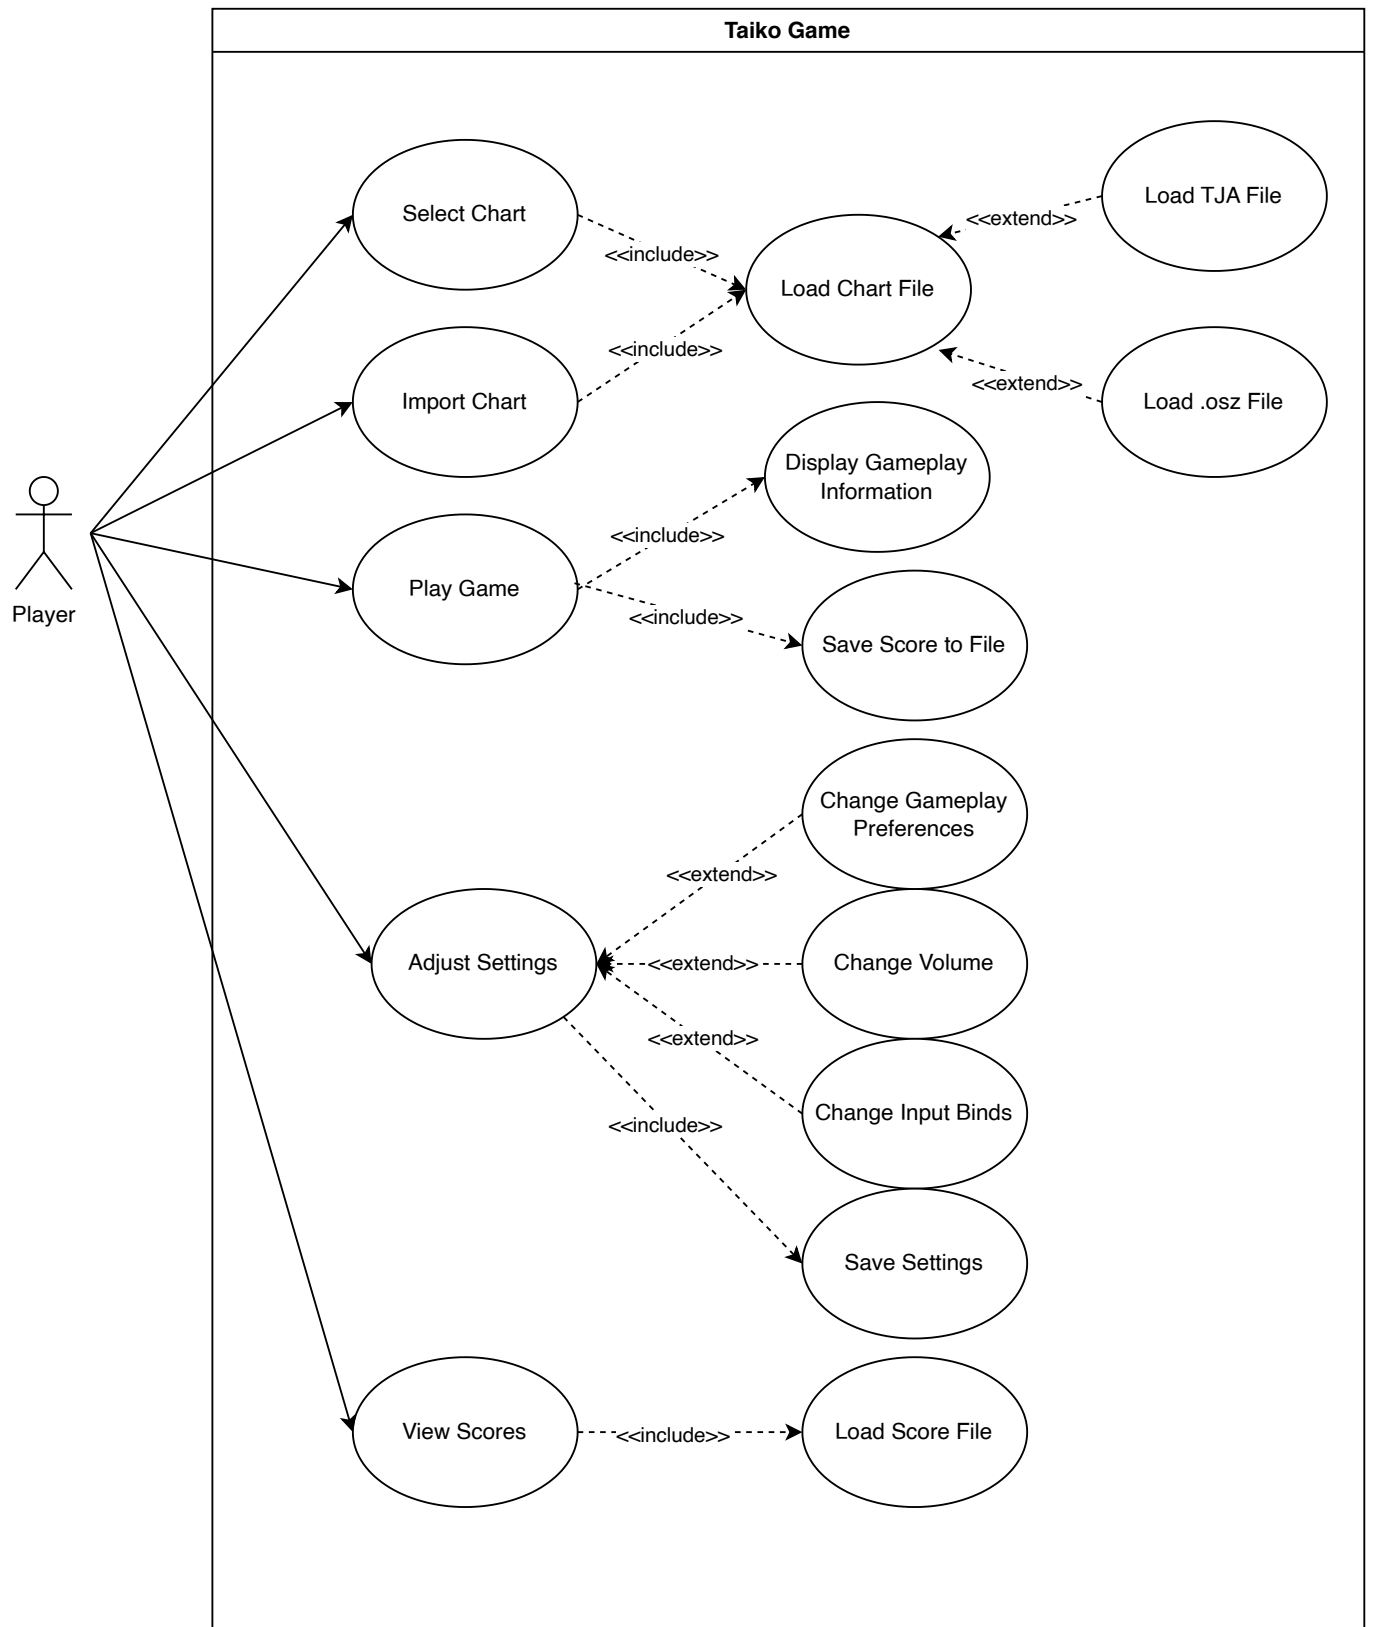 Taiko Game
Select Chart
<<include>>
Load Chart File
<<extend>>
Load TJA File
Import Chart
<<include>>
<<extend>>
Load .osz File
Display Gameplay
Information
<<include>>
Play Game
<<include>>
Save Score to File
Player
Change Gameplay
Preferences
<<extend>>
Adjust Settings
<<extend>>
Change Volume
<<extend>>
Change Input Binds
<<include>>
Save Settings
View Scores
<<include>>
Load Score File